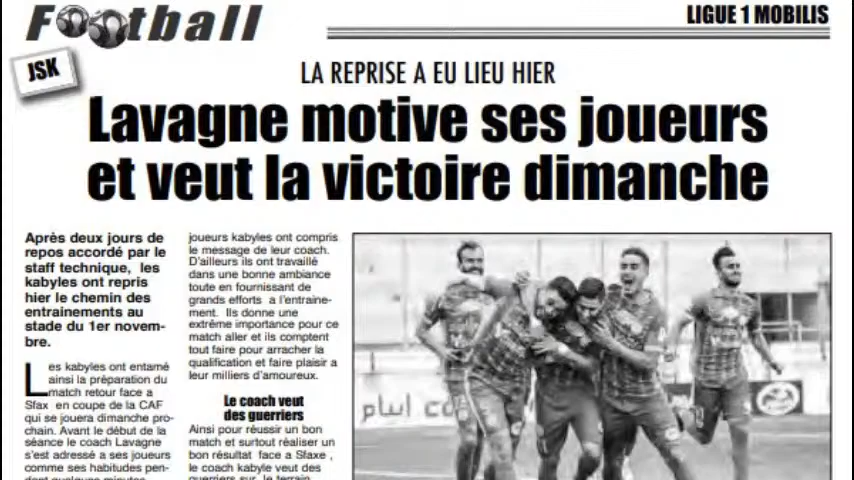 Football
LIGUE 1 MOBILIS
JSK
LA REPRISE A EU LIEU HIER
Lavagne motive ses joueurs
et veut la victoire dimanche
Après deux jours de
repos accordé par le
staff technique, les
kabyles ont repris
hier le chemin des
entrainements au
stade du 1er novem-
bre.
Les kabyles ont entamé
ainsi la préparation du
match retour face a
Sfax en coupe de la CAF
qui se jouera dimanche pro-
chain. Avant le début de la
séance le coach Lavagne
s'est adressé a ses joueurs
comme ses habitudes pen-
dant quelques minutes
joueurs kabyles ont compris
le message de leur coach.
D'ailleurs ils ont travaillé
dans une bonne ambiance
toute en fournissant de
grands efforts a l'entraine-
ment. Ils donne une
extrême importance pour ce
match aller et ils comptent
tout faire pour arracher la
qualification et faire plaisir a
leur milliers d'amoureux.
Le coach veut
des guerriers
Ainsi pour réussir un bon
match et surtout réaliser un
bon résultat face a Sfaxe ,
le coach kabyle veut des
guerriers sur le terrain